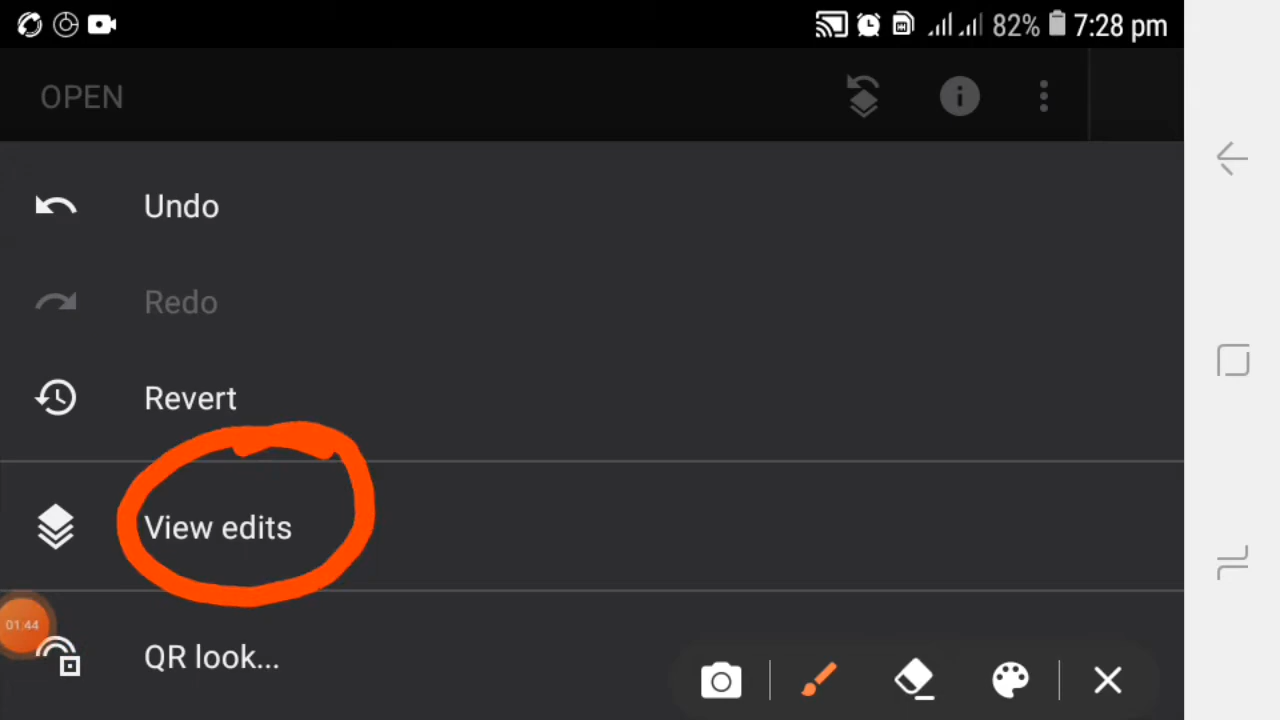 82% 7:28 pm
OPEN
Undo
Redo
Revert
View edits
01:44
QR look...